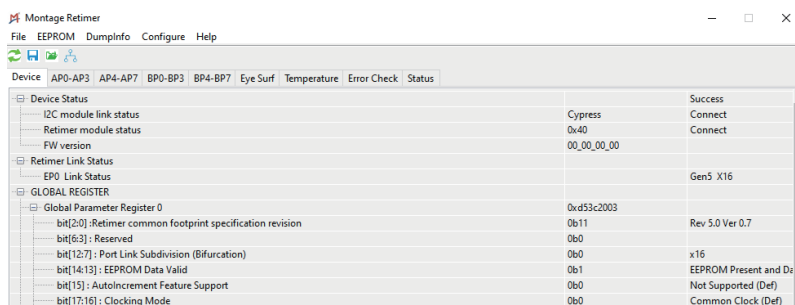 Montage Retimer
File EEPROM DumpInfo Configure Help
Device AP0-AP3 AP4-AP7 BP0-BP3 BP4-BP7 Eye Surf Temperature Error Check Status
Device Status Success
I2C module link status Cypress Connect
Retimer module status 0x40 Connect
FW version 00_00_00_00
Retimer Link Status
EP0 Link Status Gen5 X16
GLOBAL REGISTER
Global Parameter Register 0 0xd53c2003
bit[2:0] :Retimer common footprint specification revision 0b11 Rev 5.0 Ver 0.7
bit[6:3] : Reserved 0b0
bit[12:7] : Port Link Subdivision (Bifurcation) 0b0 x16
bit[14:13] : EEPROM Data Valid 0b1 EEPROM Present and Da
bit[15] : AutoIncrement Feature Support 0b0 Not Supported (Def)
bit[17:16] : Clocking Mode 0b0 Common Clock (Def)